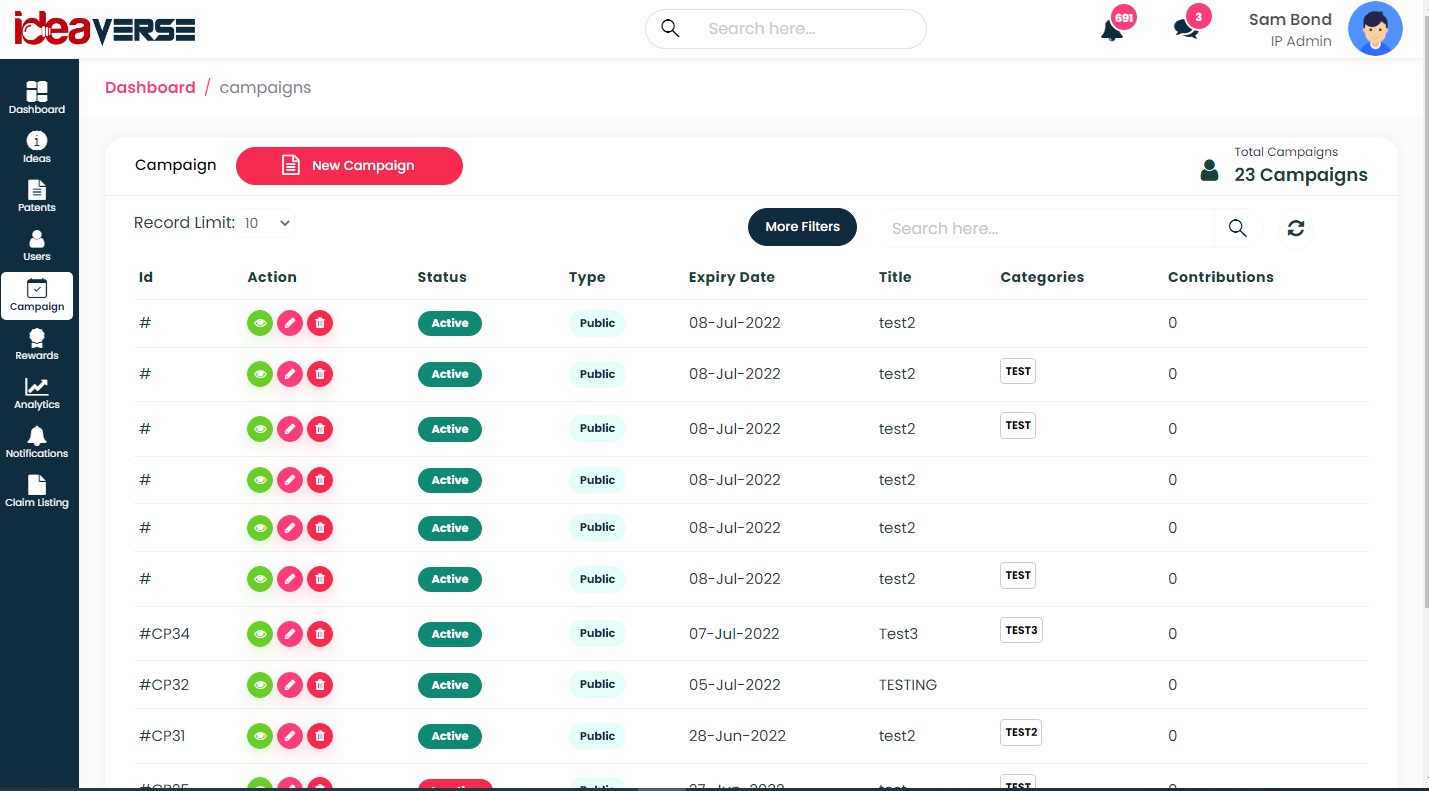 ideaVERSE
Search here...
691
3
Sam Bond
IP Admin
Dashboard / campaigns
Dashboard
Ideas
Patents
Users
Campaign
Rewards
Analytics
Notifications
Claim Listing
Campaign New Campaign
Total Campaigns
23 Campaigns
Record Limit: 10
More Filters
Search here...
Id Action Status Type Expiry Date Title Categories Contributions
# Active Public 08-Jul-2022 test2 0
# Active Public 08-Jul-2022 test2 TEST 0
# Active Public 08-Jul-2022 test2 TEST 0
# Active Public 08-Jul-2022 test2 0
# Active Public 08-Jul-2022 test2 0
# Active Public 08-Jul-2022 test2 TEST 0
#CP34 Active Public 07-Jul-2022 Test3 TEST3 0
#CP32 Active Public 05-Jul-2022 TESTING 0
#CP31 Active Public 28-Jun-2022 test2 TEST2 0
Public TEST